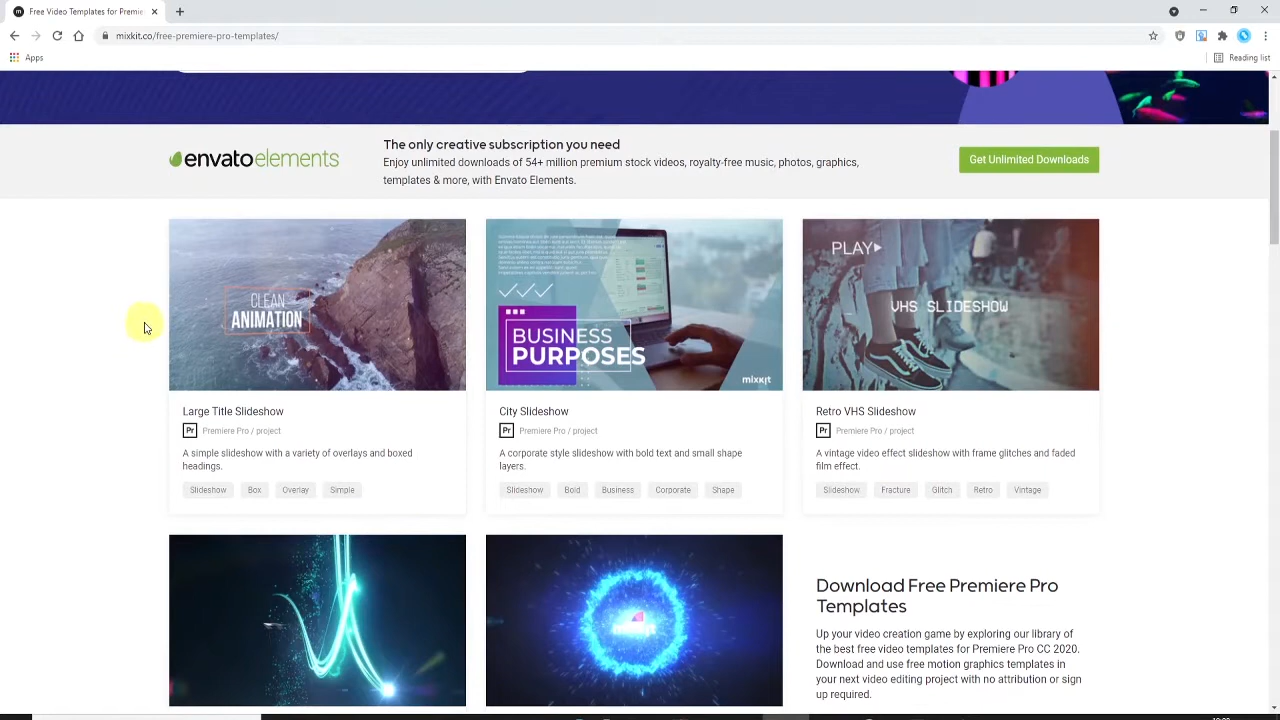 Free Video Templates for Premie
mixkit.co/free-premiere-pro-templates/
Apps
Reading list
envatoelements
The only creative subscription you need
Enjoy unlimited downloads of 54+ million premium stock videos, royalty-free music, photos, graphics,
templates & more, with Envato Elements.
Get Unlimited Downloads
CLEAN
ANIMATION
BUSINESS
PURPOSES
mixkit
PLAY
VHS SLIDESHOW
Large Title Slideshow
Pr Premiere Pro / project
A simple slideshow with a variety of overlays and boxed
headings.
Slideshow Box Overlay Simple
City Slideshow
Pr Premiere Pro / project
A corporate style slideshow with bold text and small shape
layers.
Slideshow Bold Business Corporate Shape
Retro VHS Slideshow
Pr Premiere Pro / project
A vintage video effect slideshow with frame glitches and faded
film effect.
Slideshow Fracture Glitch Retro Vintage
Download Free Premiere Pro
Templates
Up your video creation game by exploring our library of
the best free video templates for Premiere Pro CC 2020.
Download and use free motion graphics templates in
your next video editing project with no attribution or sign
up required.